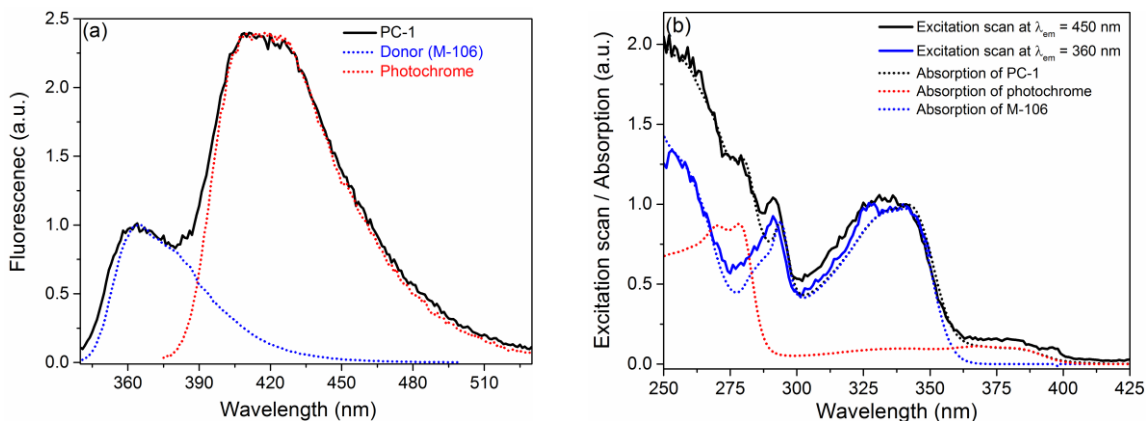 (a)
PC-1
Donor (M-106)
Photochrome
2.5
2.0
1.5
1.0
0.5
0.0
Fluorescenec (a.u.)
360 390 420 450 480 510
Wavelength (nm)
(b)
Excitation scan at λem = 450 nm
Excitation scan at λem = 360 nm
Absorption of PC-1
Absorption of photochrome
Absorption of M-106
2.0
1.5
1.0
0.5
0.0
Excitation scan / Absorption (a.u.)
250 275 300 325 350 375 400 425
Wavelength (nm)